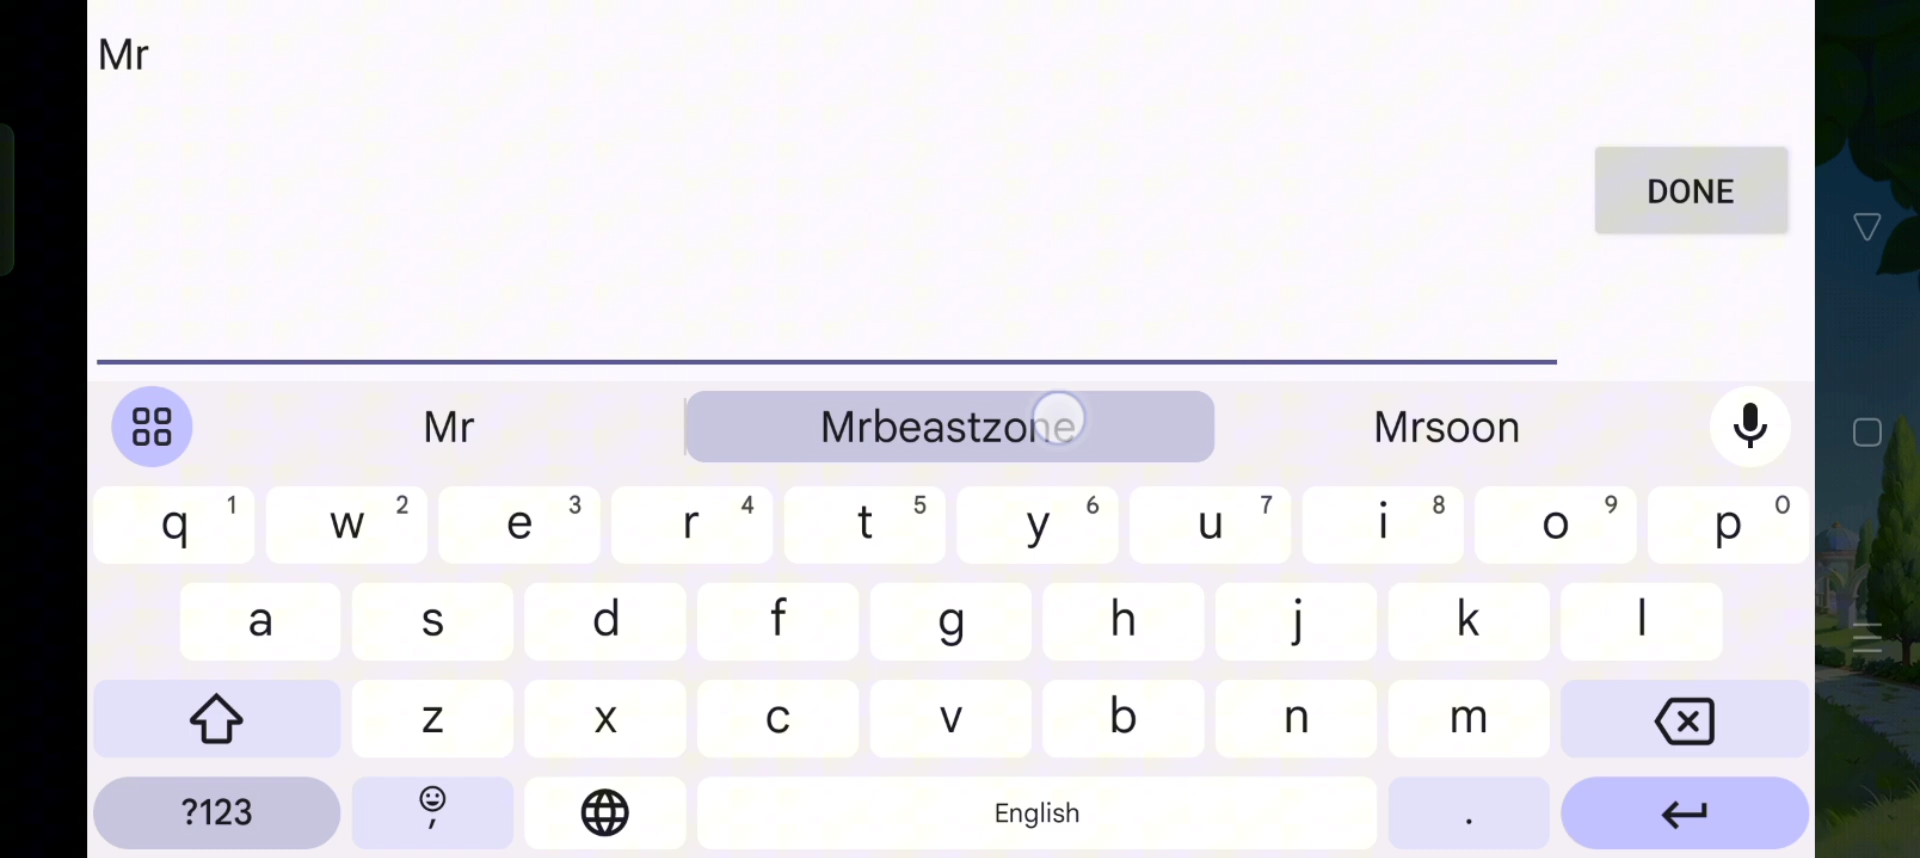 Mr
DONE
Mr Mrbeastzone Mrsoon
q 1 w 2 e 3 r 4 t 5 y 6 u 7 i 8 o 9 p 0
a s d f g h j k l
z x c v b n m
?123 , English .